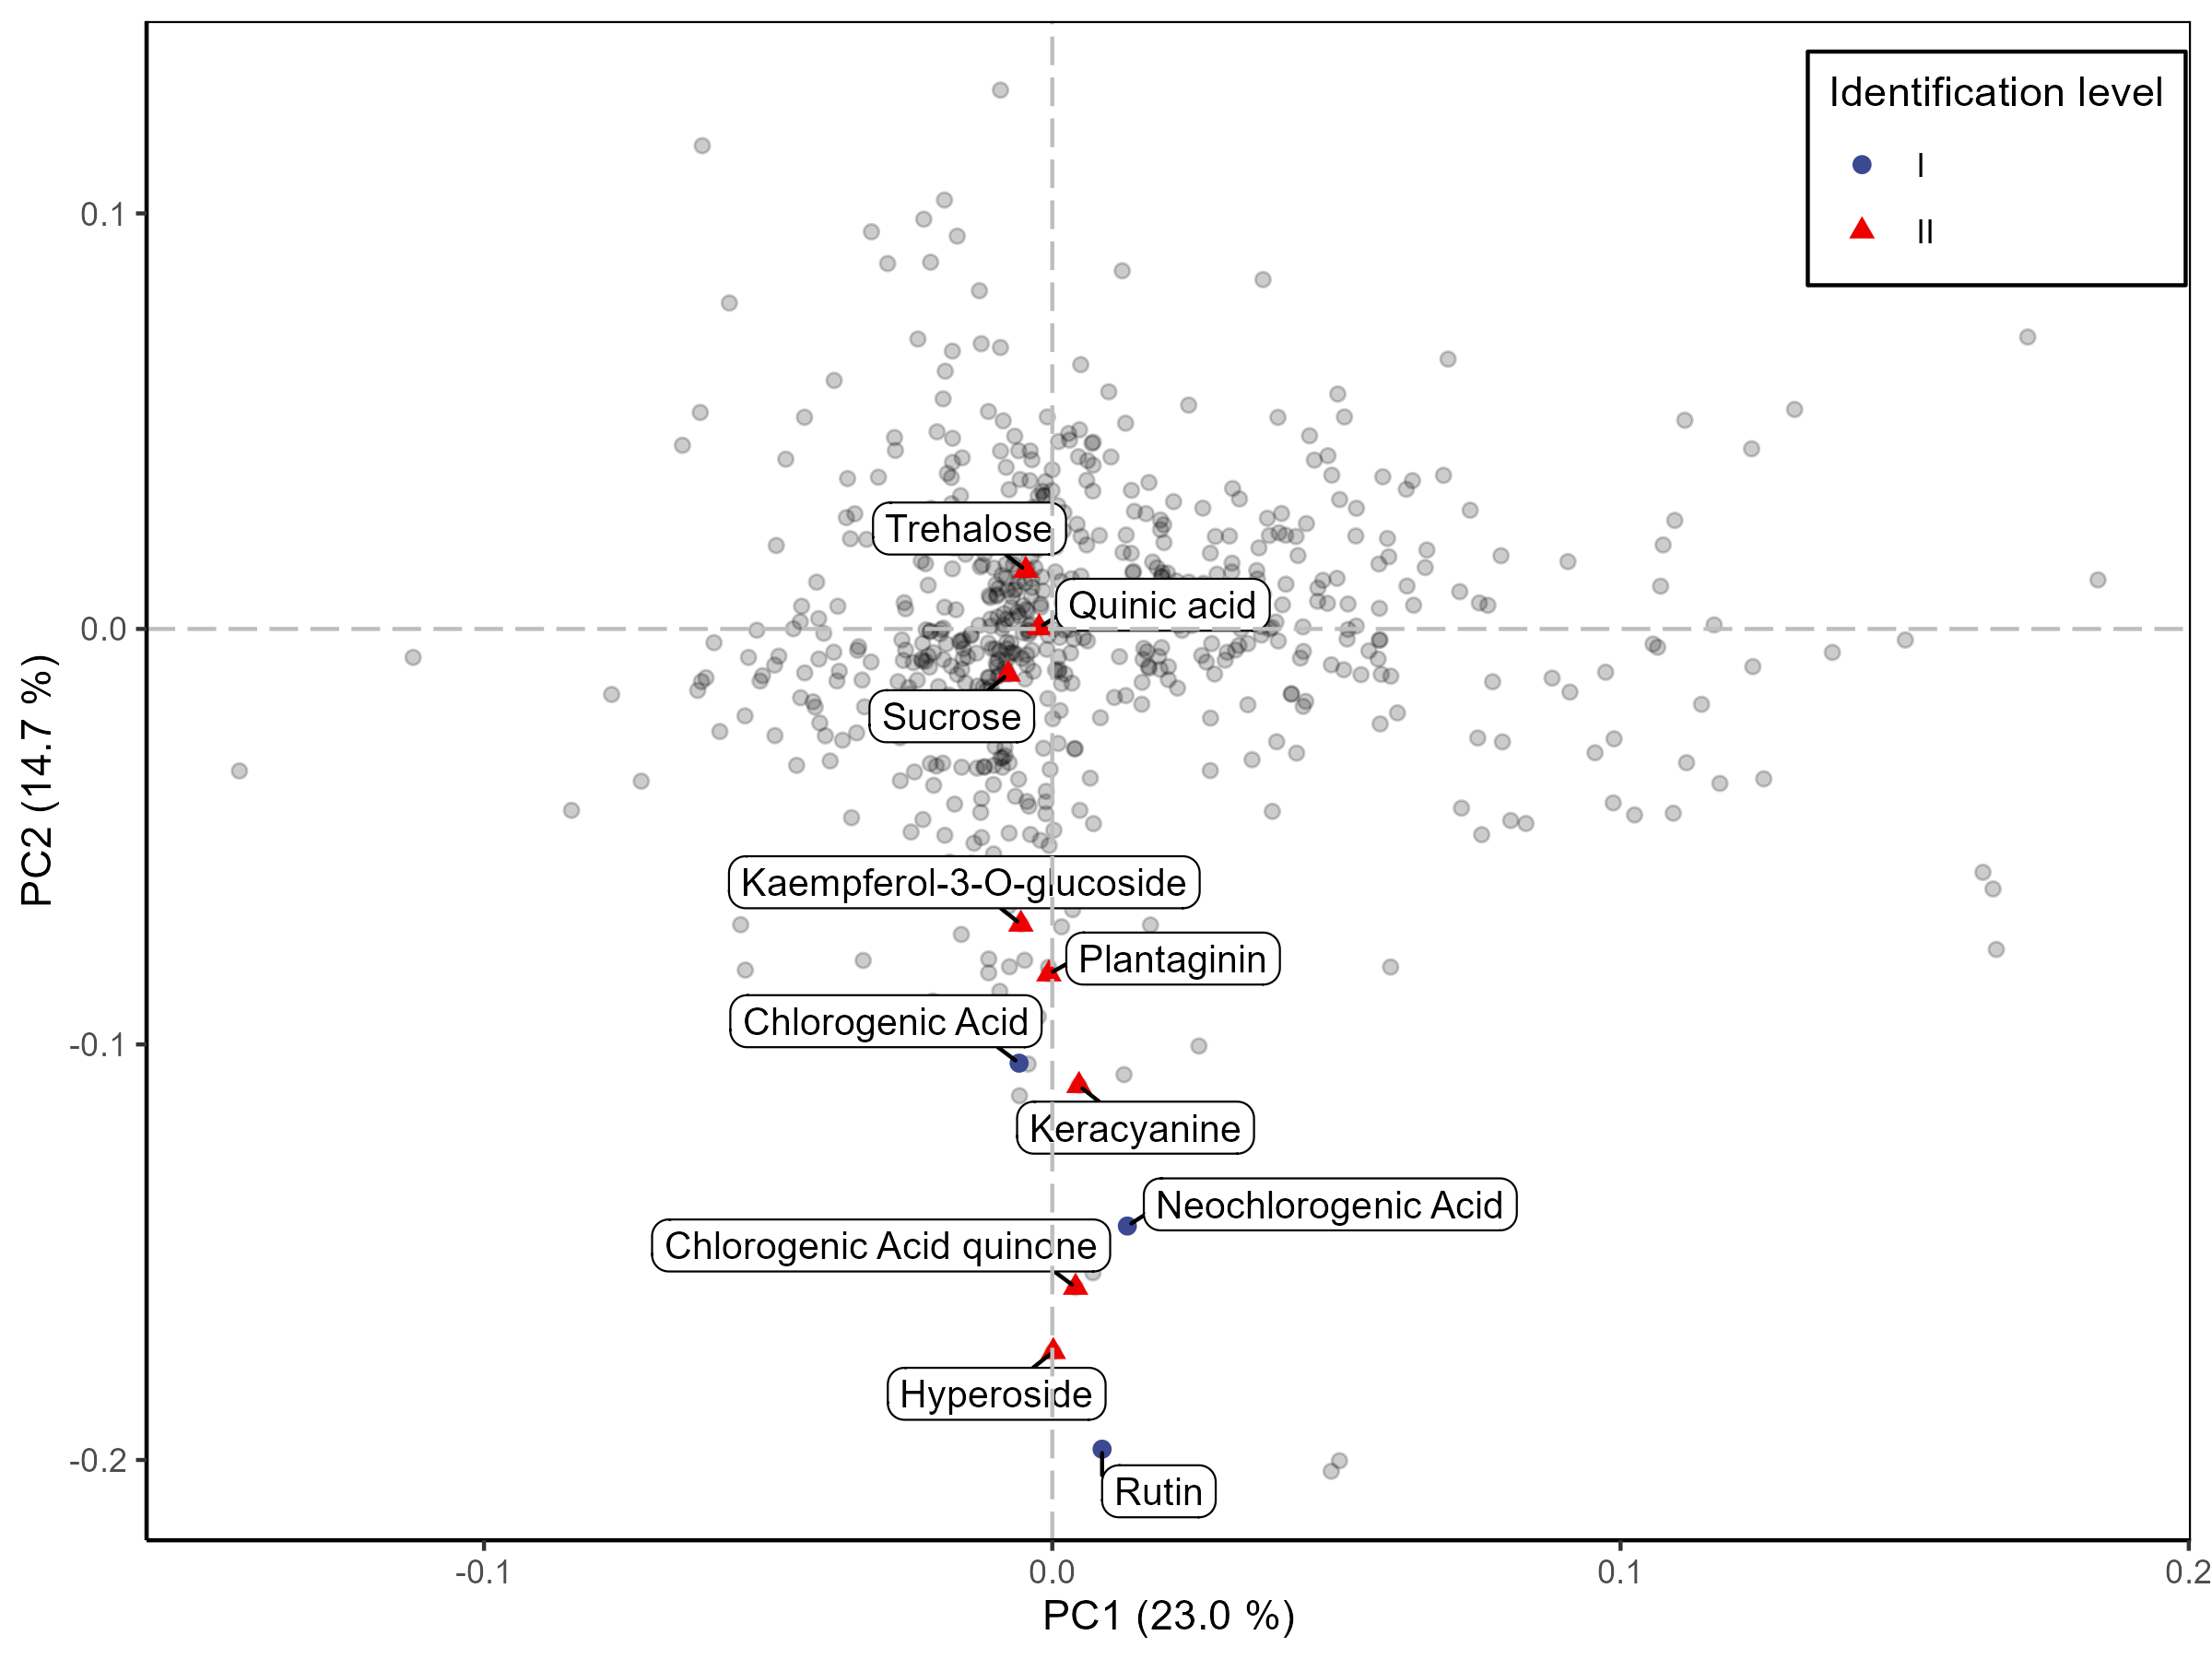 Identification level
I
II
0.1
0.0
-0.1
-0.2
PC2 (14.7 %)
Trehalose
Quinic acid
Sucrose
Kaempferol-3-O-glucoside
Plantaginin
Chlorogenic Acid
Keracyanine
Neochlorogenic Acid
Chlorogenic Acid quinone
Hyperoside
Rutin
-0.1
0.0
0.1
0.2
PC1 (23.0 %)